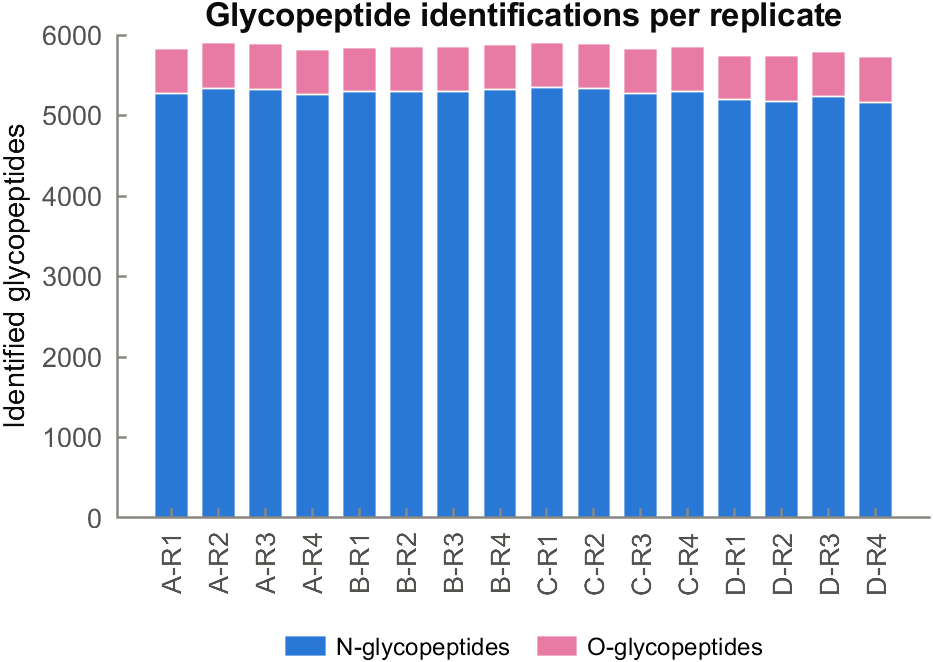 Glycopeptide identifications per replicate
Identified glycopeptides
6000
5000
4000
3000
2000
1000
0
A-R1 A-R2 A-R3 A-R4 B-R1 B-R2 B-R3 B-R4 C-R1 C-R2 C-R3 C-R4 D-R1 D-R2 D-R3 D-R4
N-glycopeptides O-glycopeptides